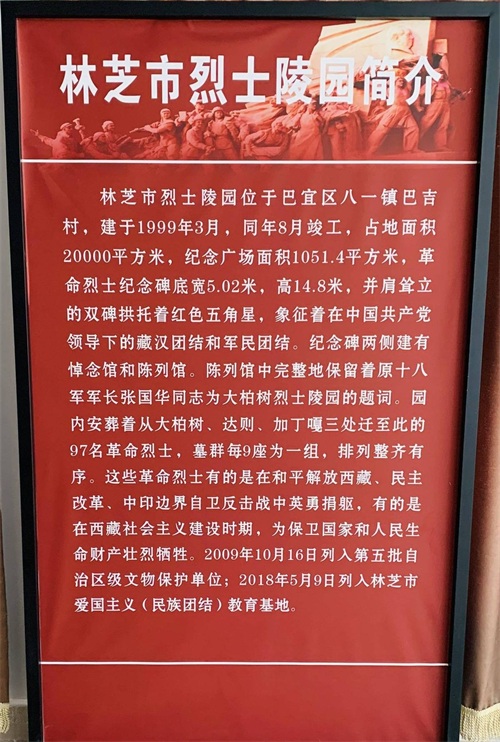 林芝市烈士陵园简介
林芝市烈士陵园位于巴宜区八一镇巴吉
村，建于1999年3月，同年8月竣工，占地面积
20000平方米，纪念广场面积1051.4平方米，革
命烈士纪念碑底宽5.02米，高14.8米，并肩耸立
的双碑拱托着红色五角星，象征着在中国共产党
领导下的藏汉团结和军民团结。纪念碑两侧建有
悼念馆和陈列馆。陈列馆中完整地保留着原十八
军军长张国华同志为大柏树烈士陵园的题词。园
内安葬着从大柏树、达则、加丁嘎三处迁至此的
97名革命烈士，墓群每9座为一组，排列整齐有
序。这些革命烈士有的是在和平解放西藏、民主
改革、中印边界自卫反击战中英勇捐躯，有的是
在西藏社会主义建设时期，为保卫国家和人民生
命财产壮烈牺牲。2009年10月16日列入第五批自
治区级文物保护单位；2018年5月9日列入林芝市
爱国主义（民族团结）教育基地。